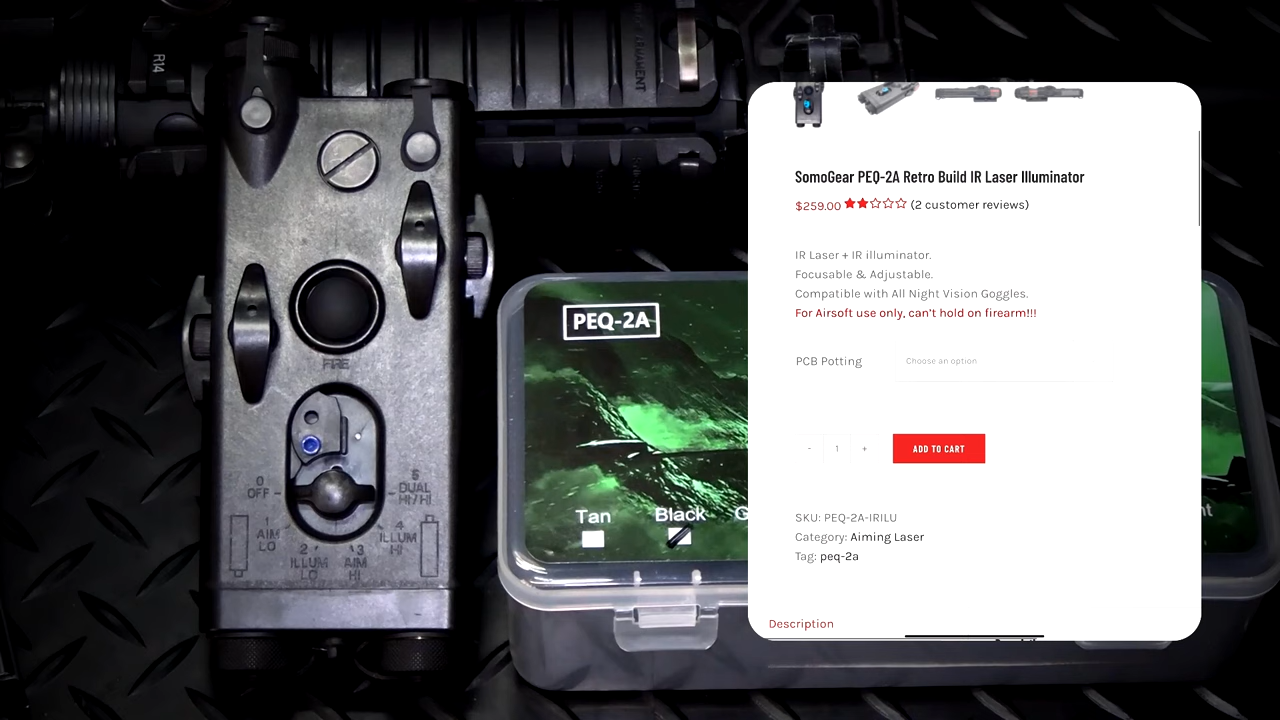 R14
ARMAMENT
FIRE
0
OFF
6
DUAL
HI/HI
1
AIM
LO
2
ILLUM
LO
3
AIM
HI
4
ILLUM
HI
PEQ-2A
Tan
Black
SomoGear PEQ-2A Retro Build IR Laser Illuminator
$259.00 (2 customer reviews)
IR Laser + IR illuminator.
Focusable & Adjustable.
Compatible with All Night Vision Goggles.
For Airsoft use only, can’t hold on firearm!!!
PCB Potting
Choose an option
- 1 +
ADD TO CART
SKU: PEQ-2A-IRILU
Category: Aiming Laser
Tag: peq-2a
Description